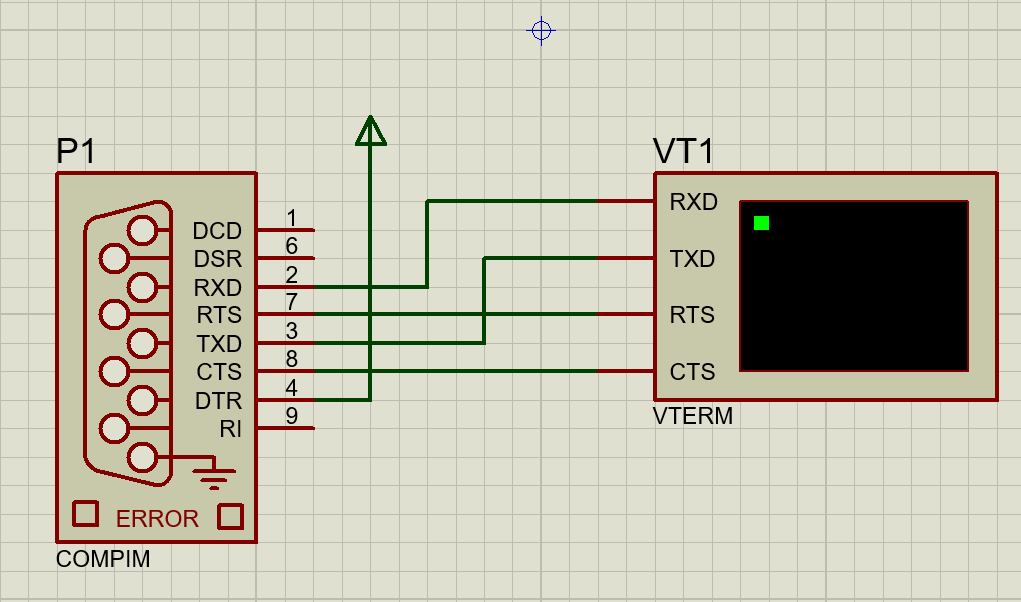 P1
DCD 1
DSR 6
RXD 2
RTS 7
TXD 3
CTS 8
DTR 4
RI 9
ERROR
COMPIM
VT1
RXD
TXD
RTS
CTS
VTERM